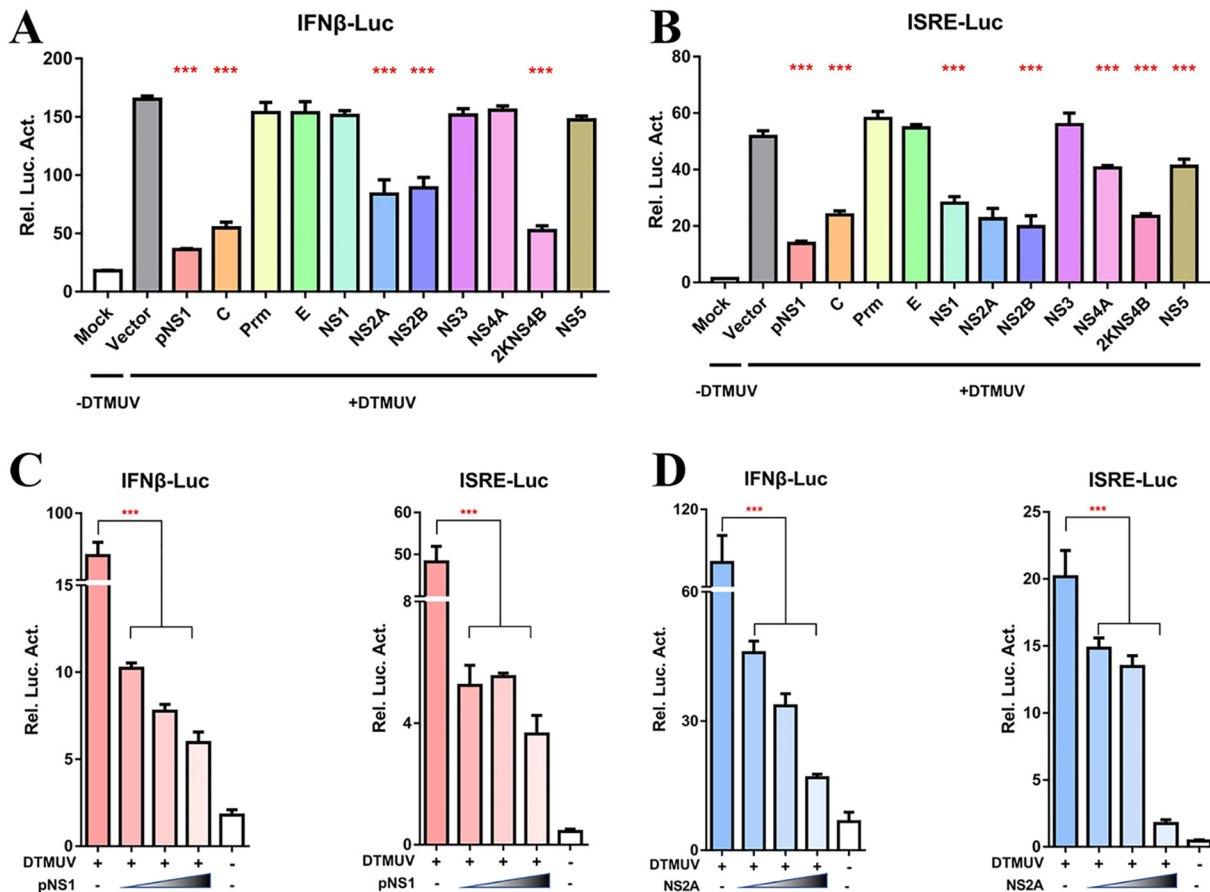 A
IFNβ-Luc
Rel. Luc. Act.
200
150
100
50
0
*** *** *** *** ***
Mock Vector pNS1 C Prm E NS1 NS2A NS2B NS3 NS4A 2KNS4B NS5
-DTMUV +DTMUV
B
ISRE-Luc
Rel. Luc. Act.
80
60
40
20
0
*** *** *** *** *** *** ***
Mock Vector pNS1 C Prm E NS1 NS2A NS2B NS3 NS4A 2KNS4B NS5
-DTMUV +DTMUV
C
IFNβ-Luc
Rel. Luc. Act.
100
15
10
5
0
***
DTMUV + + + + -
pNS1 - -
ISRE-Luc
Rel. Luc. Act.
60
50
8
4
0
***
DTMUV + + + + -
pNS1 - -
D
IFNβ-Luc
Rel. Luc. Act.
120
60
30
0
***
DTMUV + + + + -
NS2A - -
ISRE-Luc
Rel. Luc. Act.
25
20
15
10
5
0
***
DTMUV + + + + -
NS2A - -